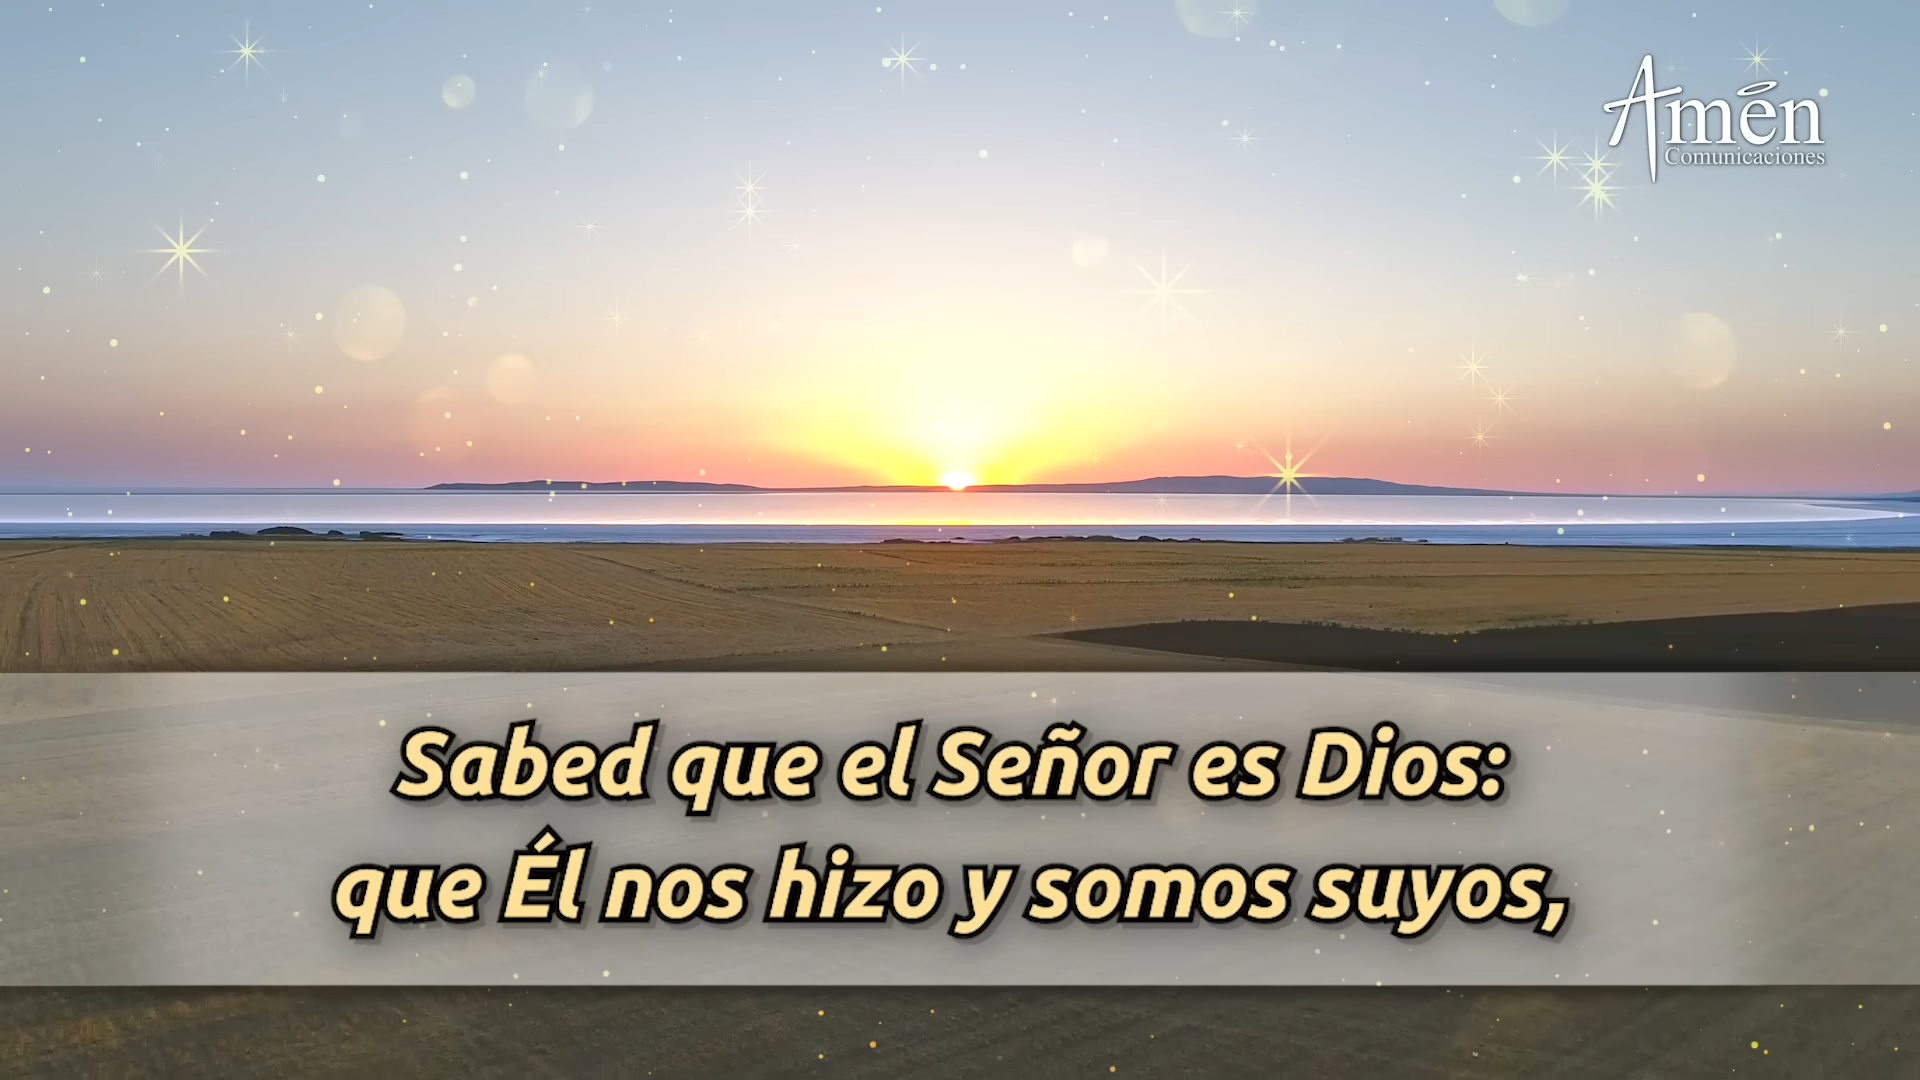 Amén
Comunicaciones
Sabed que el Señor es Dios:
que Él nos hizo y somos suyos,